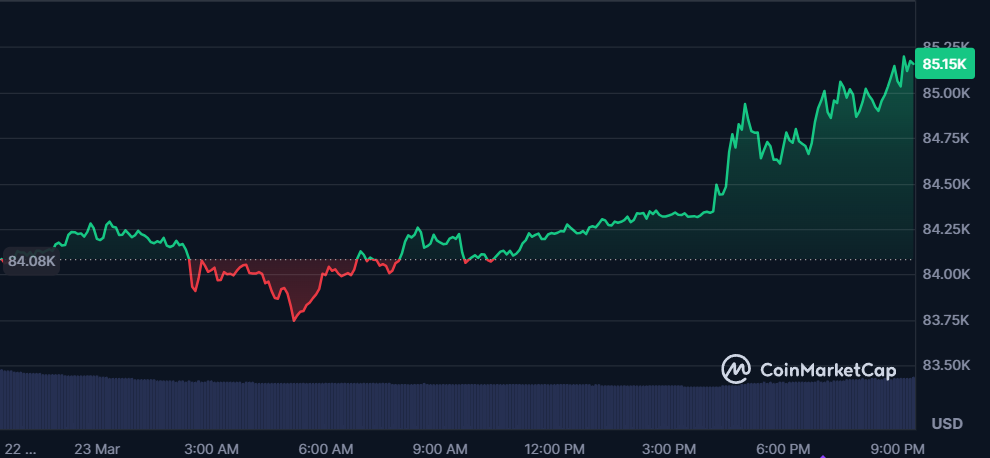 85.25K
85.15K
85.00K
84.75K
84.50K
84.25K
84.08K
84.00K
83.75K
83.50K
CoinMarketCap
USD
22 ... 23 Mar 3:00 AM 6:00 AM 9:00 AM 12:00 PM 3:00 PM 6:00 PM 9:00 PM